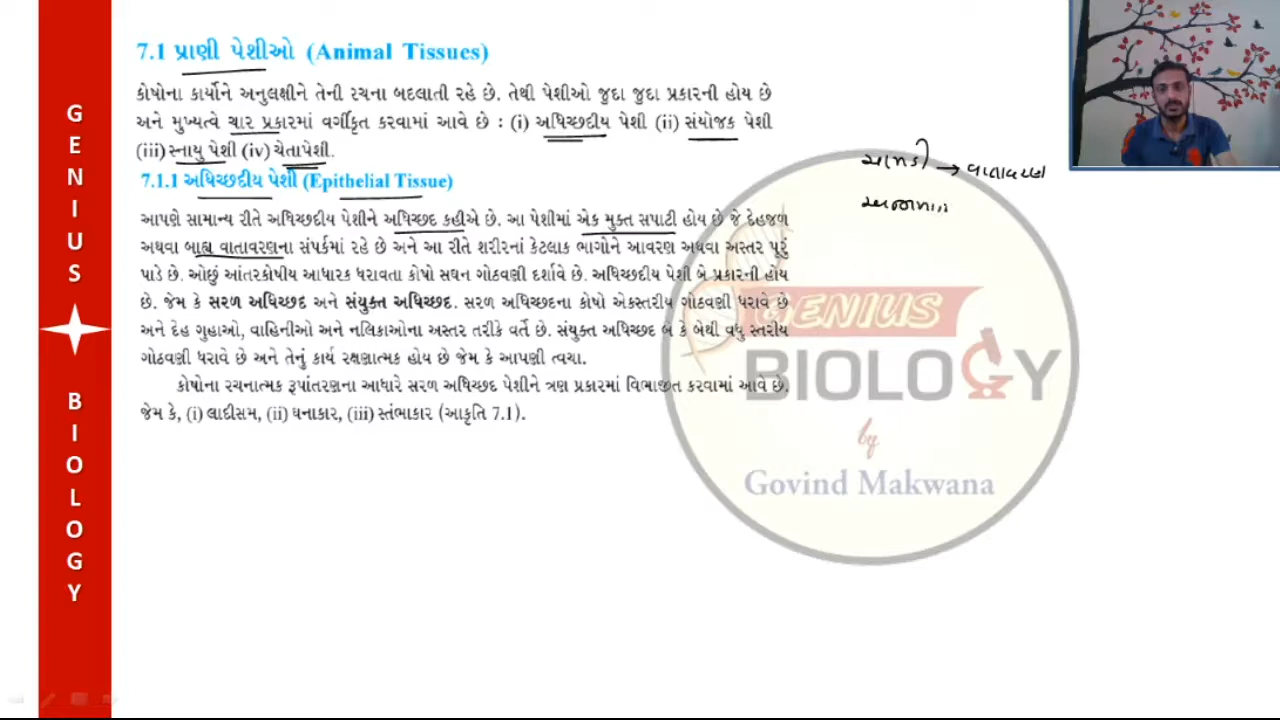 GENIUS BIOLOGY
7.1 પ્રાણી પેશીઓ (Animal Tissues)
કોષોના કાર્યોને અનુલક્ષીને તેની રચના બદલાતી રહે છે. તેથી પેશીઓ જુદા જુદા પ્રકારની હોય છે
અને મુખ્યત્વે ચાર પ્રકારમાં વર્ગીકૃત કરવામાં આવે છે : (i) અધિચ્છદીય પેશી (ii) સંયોજક પેશી
(iii) સ્નાયુ પેશી (iv) ચેતાપેશી.
7.1.1 અધિચ્છદીય પેશી (Epithelial Tissue)
આપણે સામાન્ય રીતે અધિચ્છદીય પેશીને અધિચ્છદ કહીએ છે. આ પેશીમાં એક મુક્ત સપાટી હોય છે જે દેહજળ
અથવા બાહ્ય વાતાવરણના સંપર્કમાં રહે છે અને આ રીતે શરીરનાં કેટલાક ભાગોને આવરણ અથવા અસ્તર પૂરું
પાડે છે. ઓછું આંતરકોષીય આધારક ધરાવતા કોષો સઘન ગોઠવણી દર્શાવે છે. અધિચ્છદીય પેશી બે પ્રકારની હોય
છે. જેમ કે સરળ અધિચ્છદ અને સંયુક્ત અધિચ્છદ. સરળ અધિચ્છદના કોષો એકસ્તરીય ગોઠવણી ધરાવે છે
અને દેહ ગુહાઓ, વાહિનીઓ અને નલિકાઓના અસ્તર તરીકે વર્તે છે. સંયુક્ત અધિચ્છદ બે કે બેથી વધુ સ્તરીય
ગોઠવણી ધરાવે છે અને તેનું કાર્ય રક્ષણાત્મક હોય છે જેમ કે આપણી ત્વચા.
કોષોના રચનાત્મક રૂપાંતરણના આધારે સરળ અધિચ્છદ પેશીને ત્રણ પ્રકારમાં વિભાજીત કરવામાં આવે છે.
જેમ કે, (i) લાદીસમ, (ii) ઘનાકાર, (iii) સ્તંભાકાર (આકૃતિ 7.1).
ચામડી → વાતાવરણ
GENIUS
BIOLOGY
by
Govind Makwana